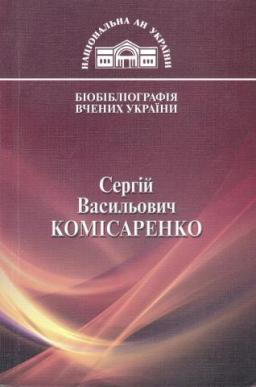 НАЦІОНАЛЬНА АН УКРАЇНИ
БІОБІБЛІОГРАФІЯ
ВЧЕНИХ УКРАЇНИ
Сергій
Васильович
КОМІСАРЕНКО